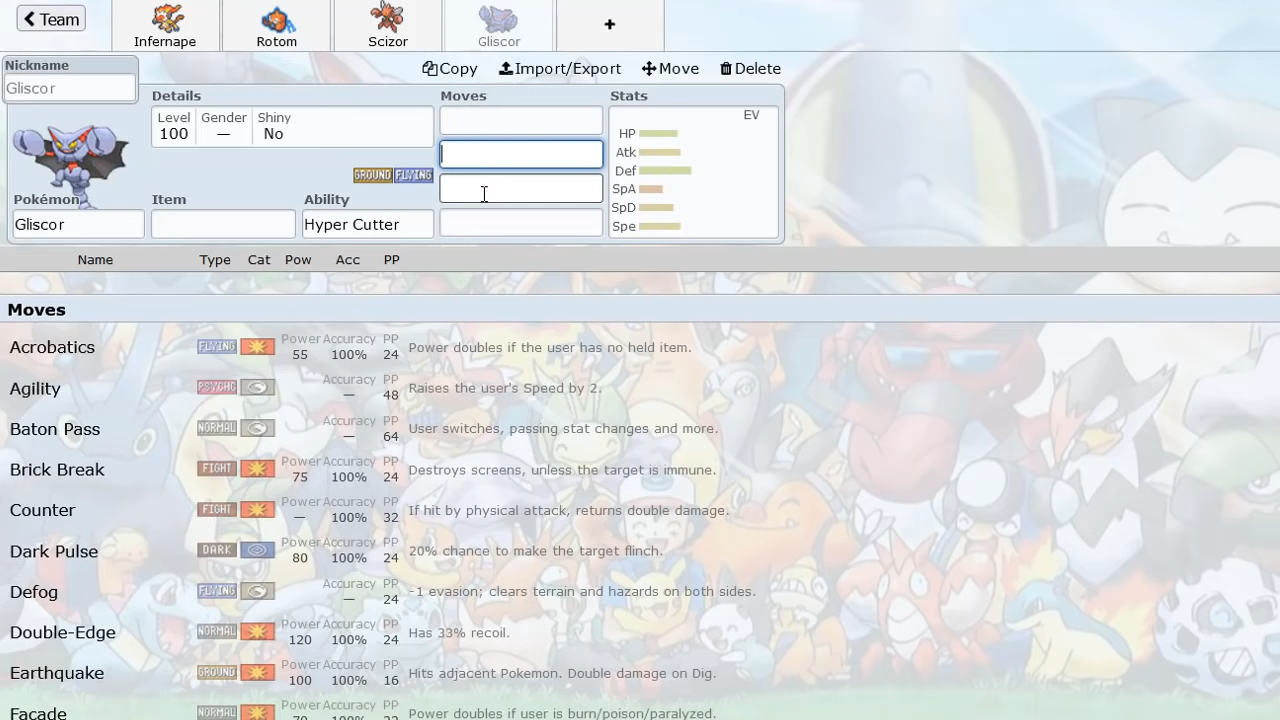 Team
Infernape
Rotom
Scizor
Gliscor
+
Nickname
Gliscor
Copy
Import/Export
Move
Delete
Details
Moves
Stats
Level
100
Gender
—
Shiny
No
EV
HP
Atk
Def
SpA
SpD
Spe
GROUND FLYING
Pokémon
Gliscor
Item
Ability
Hyper Cutter
Name Type Cat Pow Acc PP
Moves
Acrobatics FLYING Power 55 Accuracy 100% PP 24 Power doubles if the user has no held item.
Agility PSYCHC Accuracy — PP 48 Raises the user's Speed by 2.
Baton Pass NORMAL Accuracy — PP 64 User switches, passing stat changes and more.
Brick Break FIGHT Power 75 Accuracy 100% PP 24 Destroys screens, unless the target is immune.
Counter FIGHT Power — Accuracy 100% PP 32 If hit by physical attack, returns double damage.
Dark Pulse DARK Power 80 Accuracy 100% PP 24 20% chance to make the target flinch.
Defog FLYING Accuracy — PP 24 -1 evasion; clears terrain and hazards on both sides.
Double-Edge NORMAL Power 120 Accuracy 100% PP 24 Has 33% recoil.
Earthquake GROUND Power 100 Accuracy 100% PP 16 Hits adjacent Pokemon. Double damage on Dig.
Facade NORMAL Power 70 Accuracy 100% PP 32 Power doubles if user is burn/poison/paralyzed.